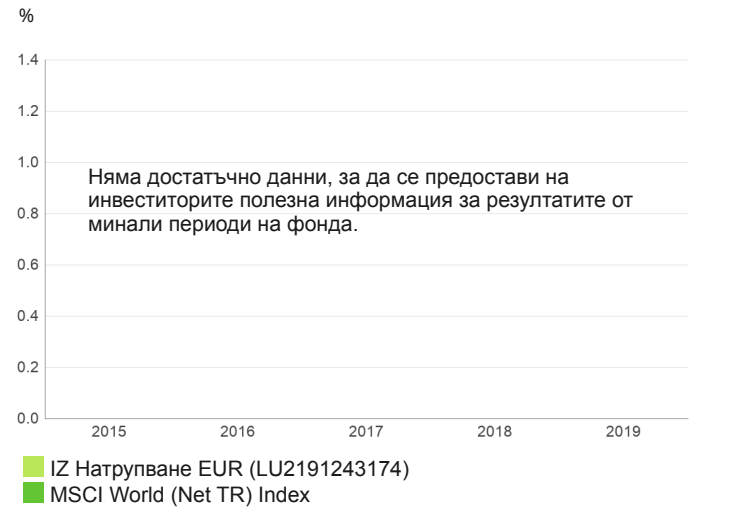 %
1.4
1.2
1.0
Няма достатъчно данни, за да се предостави на
инвеститорите полезна информация за резултатите от
0.8
минали периоди на фонда.
0.6
0.4
0.2
0.0
2015 2016 2017 2018 2019
IZ Натрупване EUR (LU2191243174)
MSCI World (Net TR) Index